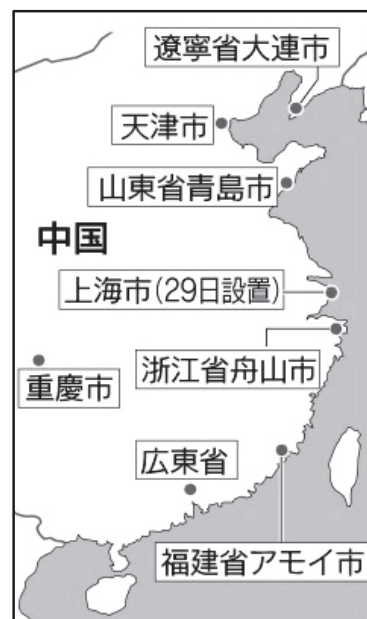 遼寧省大連市
天津市
山東省青島市
中国
上海市(29日設置)
浙江省舟山市
重慶市
広東省
福建省アモイ市